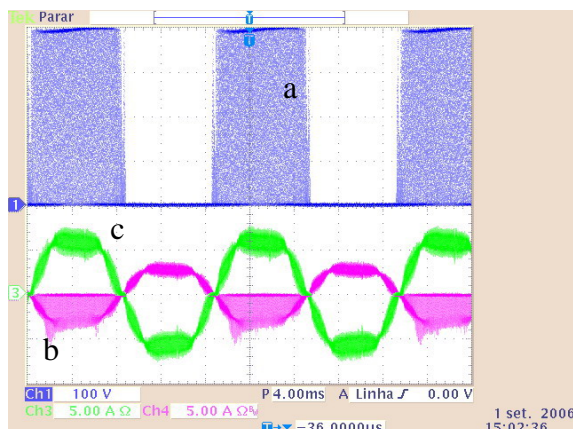 Tek Parar
T
T
a
1
c
3
b
Ch1 100 V P 4.00ms A Linha ʃ 0.00 V
Ch3 5.00 A Ω Ch4 5.00 A Ω
T→▼ −36.0000µs
1 set. 2006
15:02:36